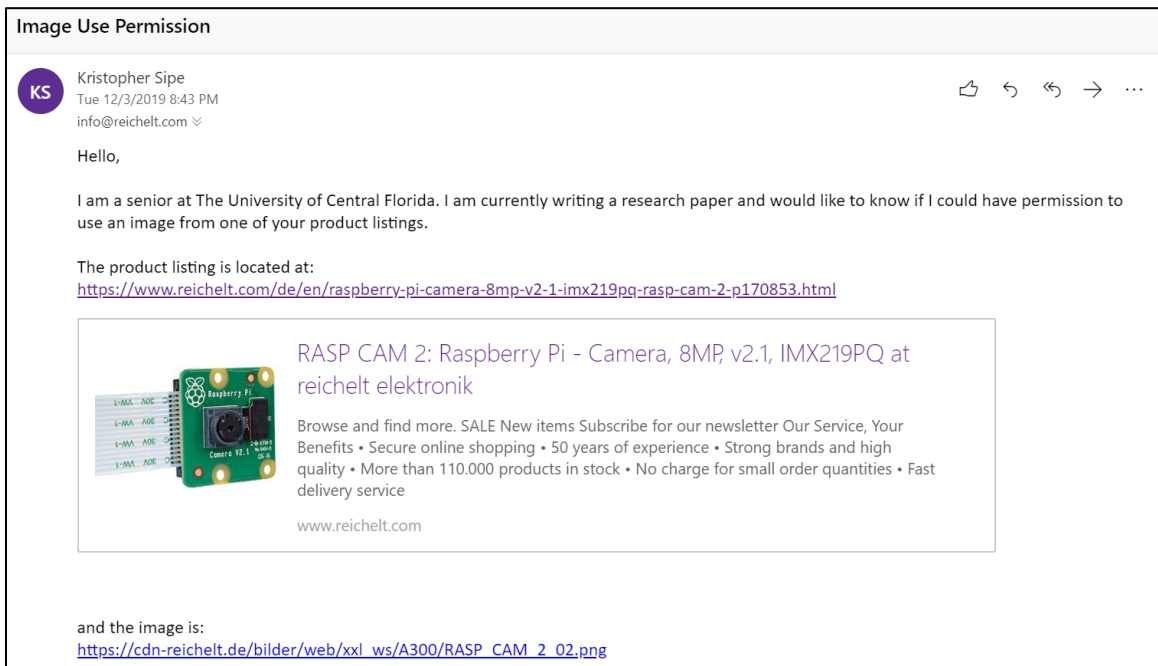 Image Use Permission
KS
Kristopher Sipe
Tue 12/3/2019 8:43 PM
info@reichelt.com
Hello,
I am a senior at The University of Central Florida. I am currently writing a research paper and would like to know if I could have permission to
use an image from one of your product listings.
The product listing is located at:
https://www.reichelt.com/de/en/raspberry-pi-camera-8mp-v2-1-imx219pq-rasp-cam-2-p170853.html
RASP CAM 2: Raspberry Pi - Camera, 8MP, v2.1, IMX219PQ at
reichelt elektronik
Raspberry Pi
Camera V2.1
Browse and find more. SALE New items Subscribe for our newsletter Our Service, Your
Benefits • Secure online shopping • 50 years of experience • Strong brands and high
quality • More than 110.000 products in stock • No charge for small order quantities • Fast
delivery service
www.reichelt.com
and the image is:
https://cdn-reichelt.de/bilder/web/xxl_ws/A300/RASP_CAM_2_02.png